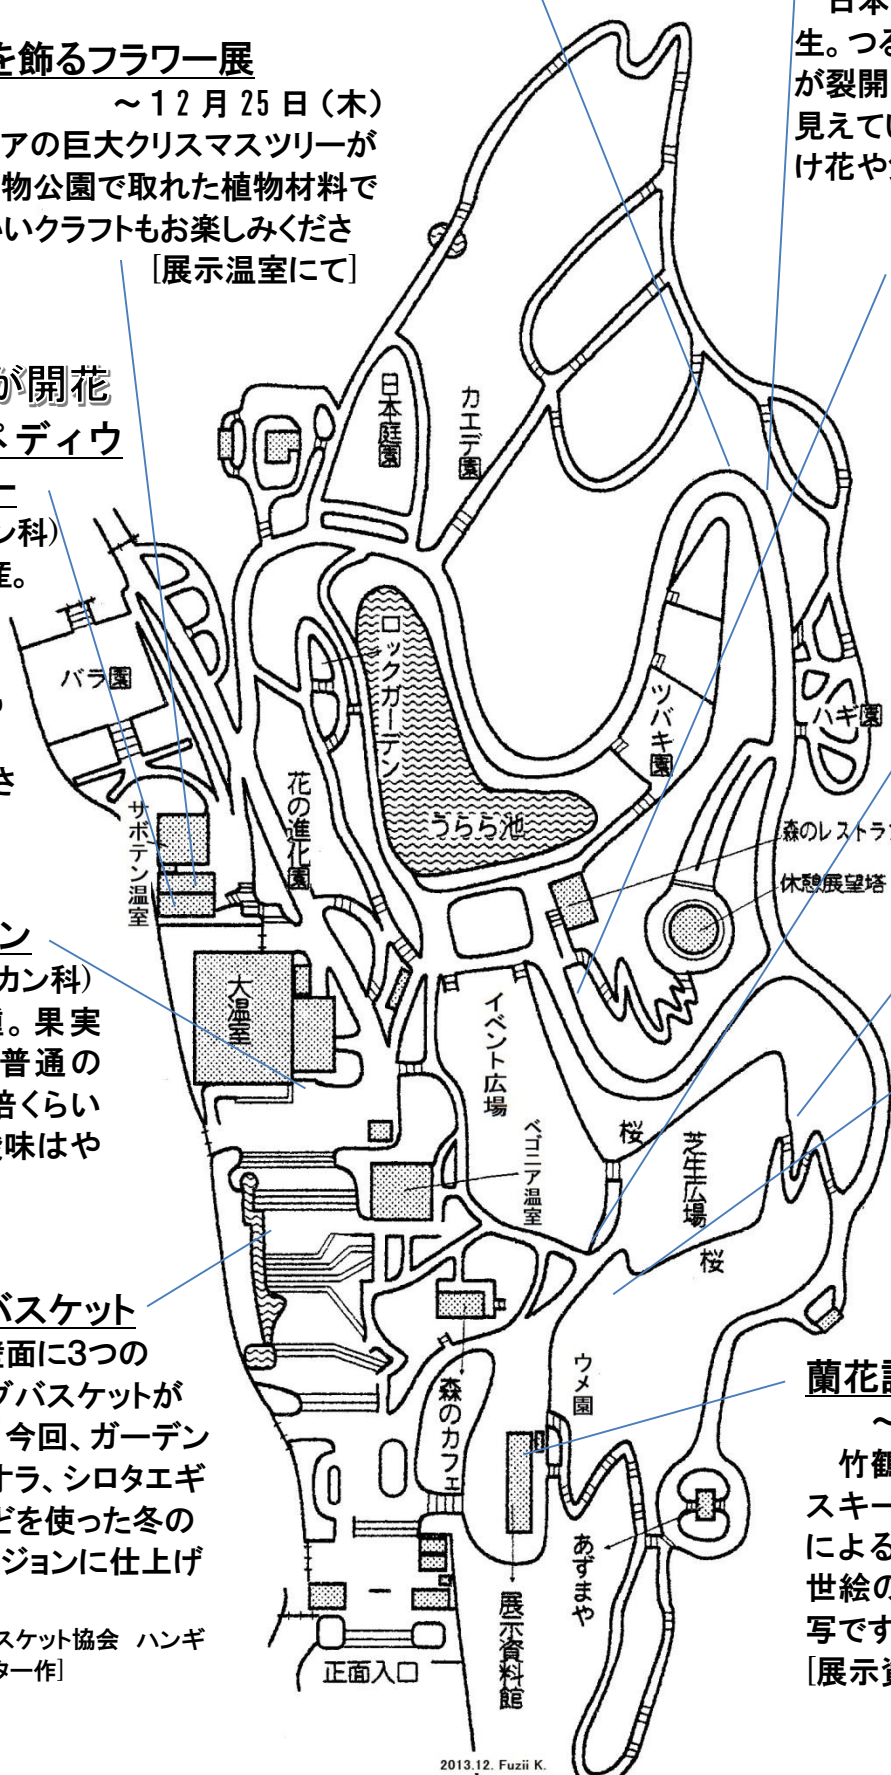 を飾るフラワー展
～12月25日（木）
アの巨大クリスマスツリーが
物公園で取れた植物材料で
いクラフトもお楽しみくださ
［展示温室にて］
日本
生。つる
が裂開
見えてい
け花や
が開花
ペディウ
ー
ン科）
産。
さ
ン
カン科）
種。果実
普通の
倍くらい
酸味はや
バスケット
壁面に3つの
グバスケットが
今回、ガーデン
オラ、シロタエギ
どを使った冬の
ジョンに仕上げ
スケット協会　ハンギ
ター作］
蘭花
～
竹鶴
スキー
による
世絵の
写です
［展示資
日本庭園
カエデ園
ロックガーデン
バラ園
ツバキ園
ハギ園
花の進化園
サボテン温室
うらら池
森のレストラン
休憩展望塔
大温室
イベント広場
ベゴニア温室
桜
芝生広場
桜
ウメ園
森のカフェ
あずまや
展示資料館
正面入口
2013.12. Fuzii K.